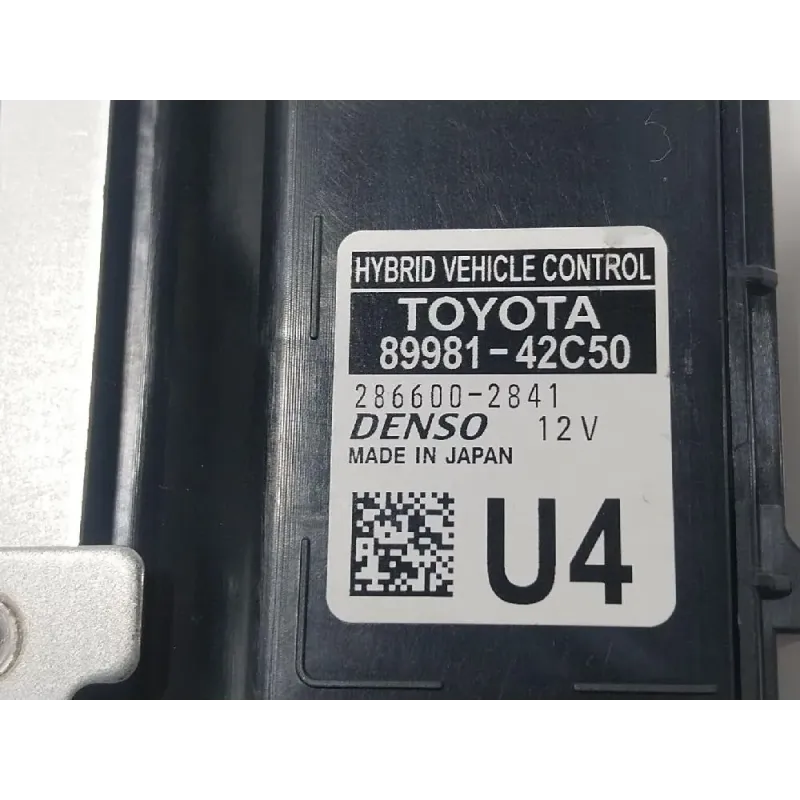 HYBRID VEHICLE CONTROL
TOYOTA
89981-42C50
286600-2841
DENSO 12V
MADE IN JAPAN
U4